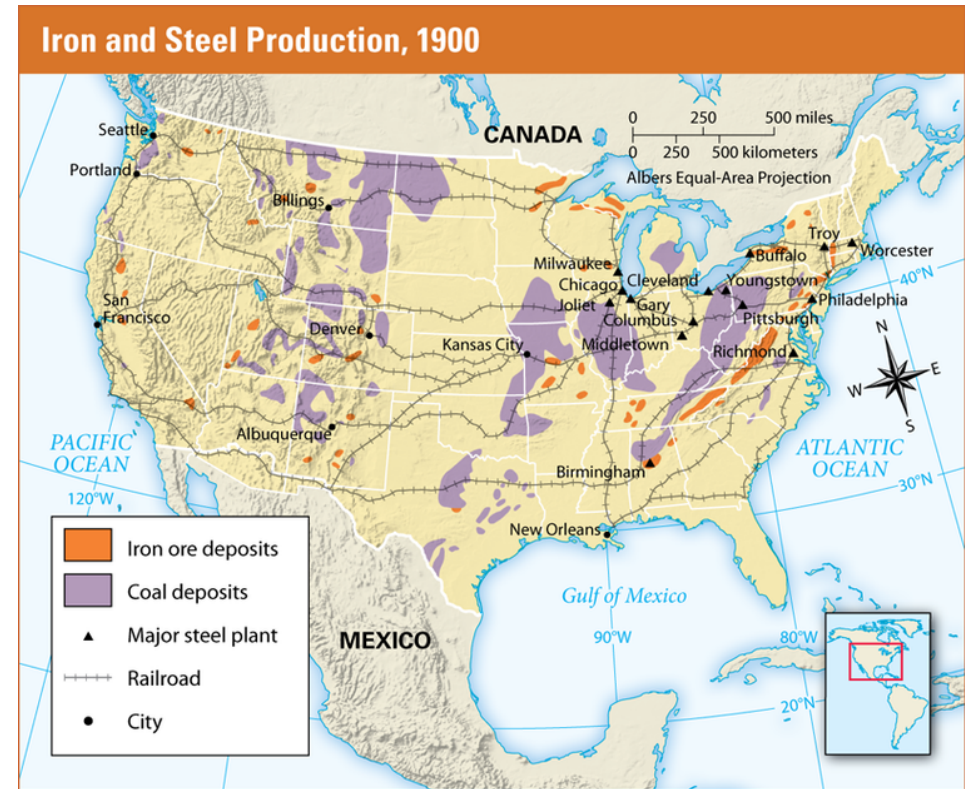 Iron and Steel Production, 1900
0 250 500 miles
0 250 500 kilometers
Albers Equal-Area Projection
CANADA
Seattle
Portland
Billings
Troy
Buffalo
Worcester
Milwaukee
Chicago
Cleveland
Youngstown
40°N
Joliet
Gary
Philadelphia
San
Francisco
Columbus
Pittsburgh
Denver
Kansas City
Middletown
Richmond
N
E
W
S
Albuquerque
PACIFIC
OCEAN
ATLANTIC
OCEAN
Birmingham
30°N
120°W
New Orleans
Iron ore deposits
Coal deposits
Major steel plant
Railroad
City
Gulf of Mexico
MEXICO
90°W
80°W
20°N